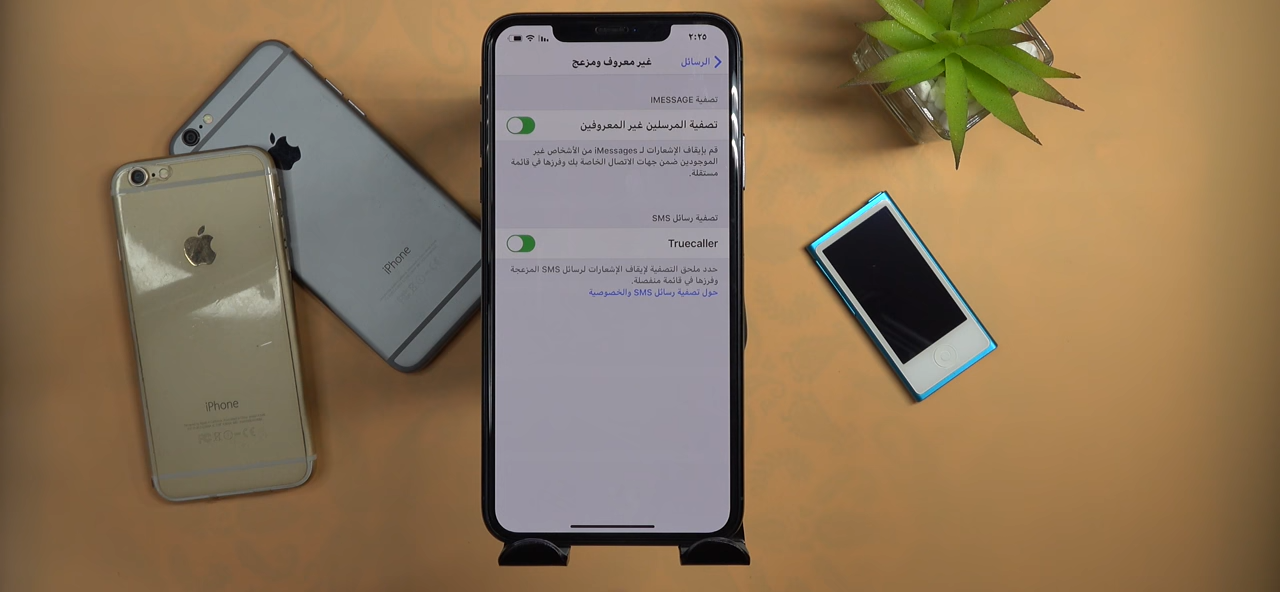 ٢:٢٥
الرسائل
غير معروف ومزعج
تصفية IMESSAGE
تصفية المرسلين غير المعروفين
قم بإيقاف الإشعارات لـ iMessages من الأشخاص غير
الموجودين ضمن جهات الاتصال الخاصة بك وفرزها في قائمة
مستقلة.
تصفية رسائل SMS
Truecaller
حدد ملحق التصفية لإيقاف الإشعارات لرسائل SMS المزعجة
وفرزها في قائمة منفصلة.
حول تصفية رسائل SMS والخصوصية
iPhone
iPhone